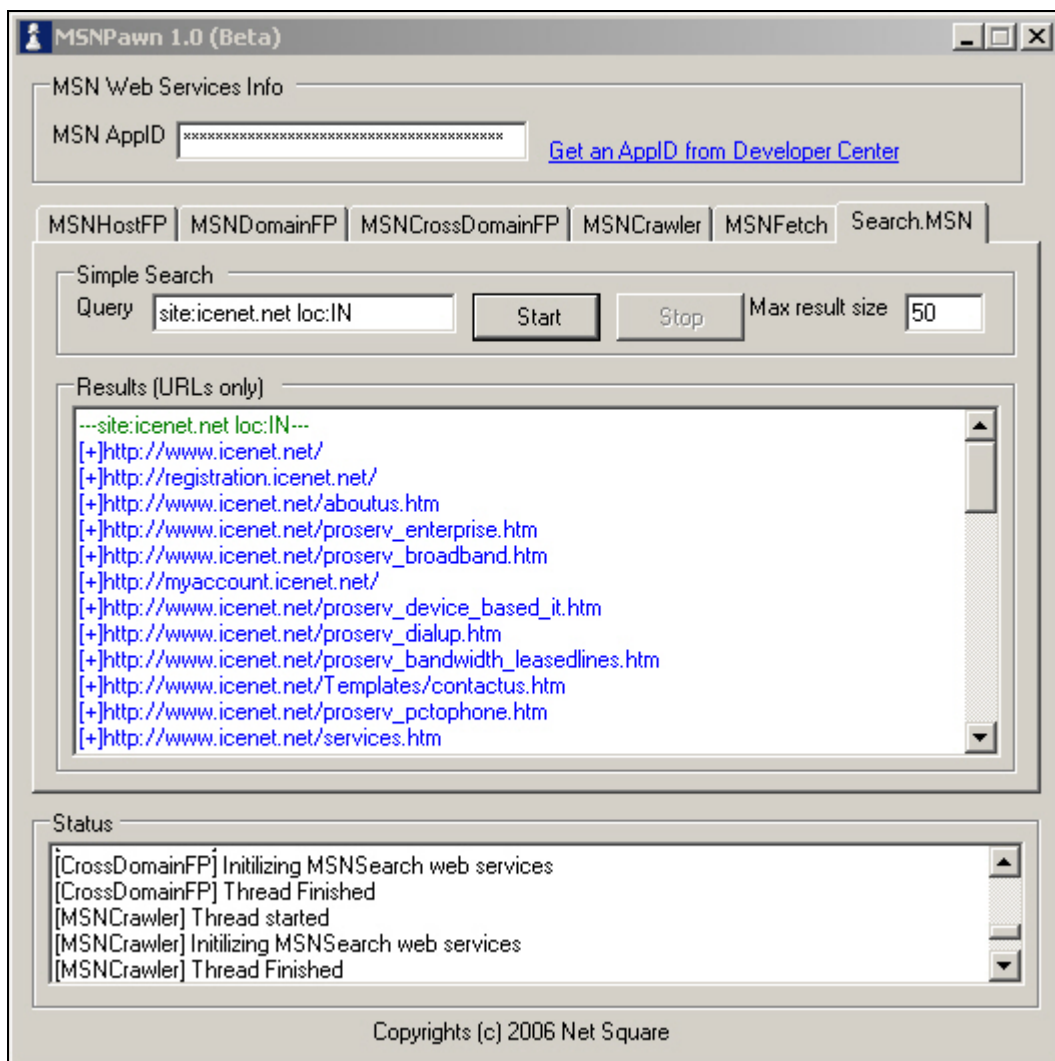 MSNPawn 1.0 (Beta)
MSN Web Services Info
MSN AppID ****************************************
Get an AppID from Developer Center
MSNHostFP MSNDomainFP MSNCrossDomainFP MSNCrawler MSNFetch Search.MSN
Simple Search
Query site:icenet.net loc:IN Start Stop Max result size 50
Results (URLs only)
---site:icenet.net loc:IN---
[+]http://www.icenet.net/
[+]http://registration.icenet.net/
[+]http://www.icenet.net/aboutus.htm
[+]http://www.icenet.net/proserv_enterprise.htm
[+]http://www.icenet.net/proserv_broadband.htm
[+]http://myaccount.icenet.net/
[+]http://www.icenet.net/proserv_device_based_it.htm
[+]http://www.icenet.net/proserv_dialup.htm
[+]http://www.icenet.net/proserv_bandwidth_leasedlines.htm
[+]http://www.icenet.net/Templates/contactus.htm
[+]http://www.icenet.net/proserv_pctophone.htm
[+]http://www.icenet.net/services.htm
Status
[CrossDomainFP] Initilizing MSNSearch web services
[CrossDomainFP] Thread Finished
[MSNCrawler] Thread started
[MSNCrawler] Initilizing MSNSearch web services
[MSNCrawler] Thread Finished
Copyrights (c) 2006 Net Square